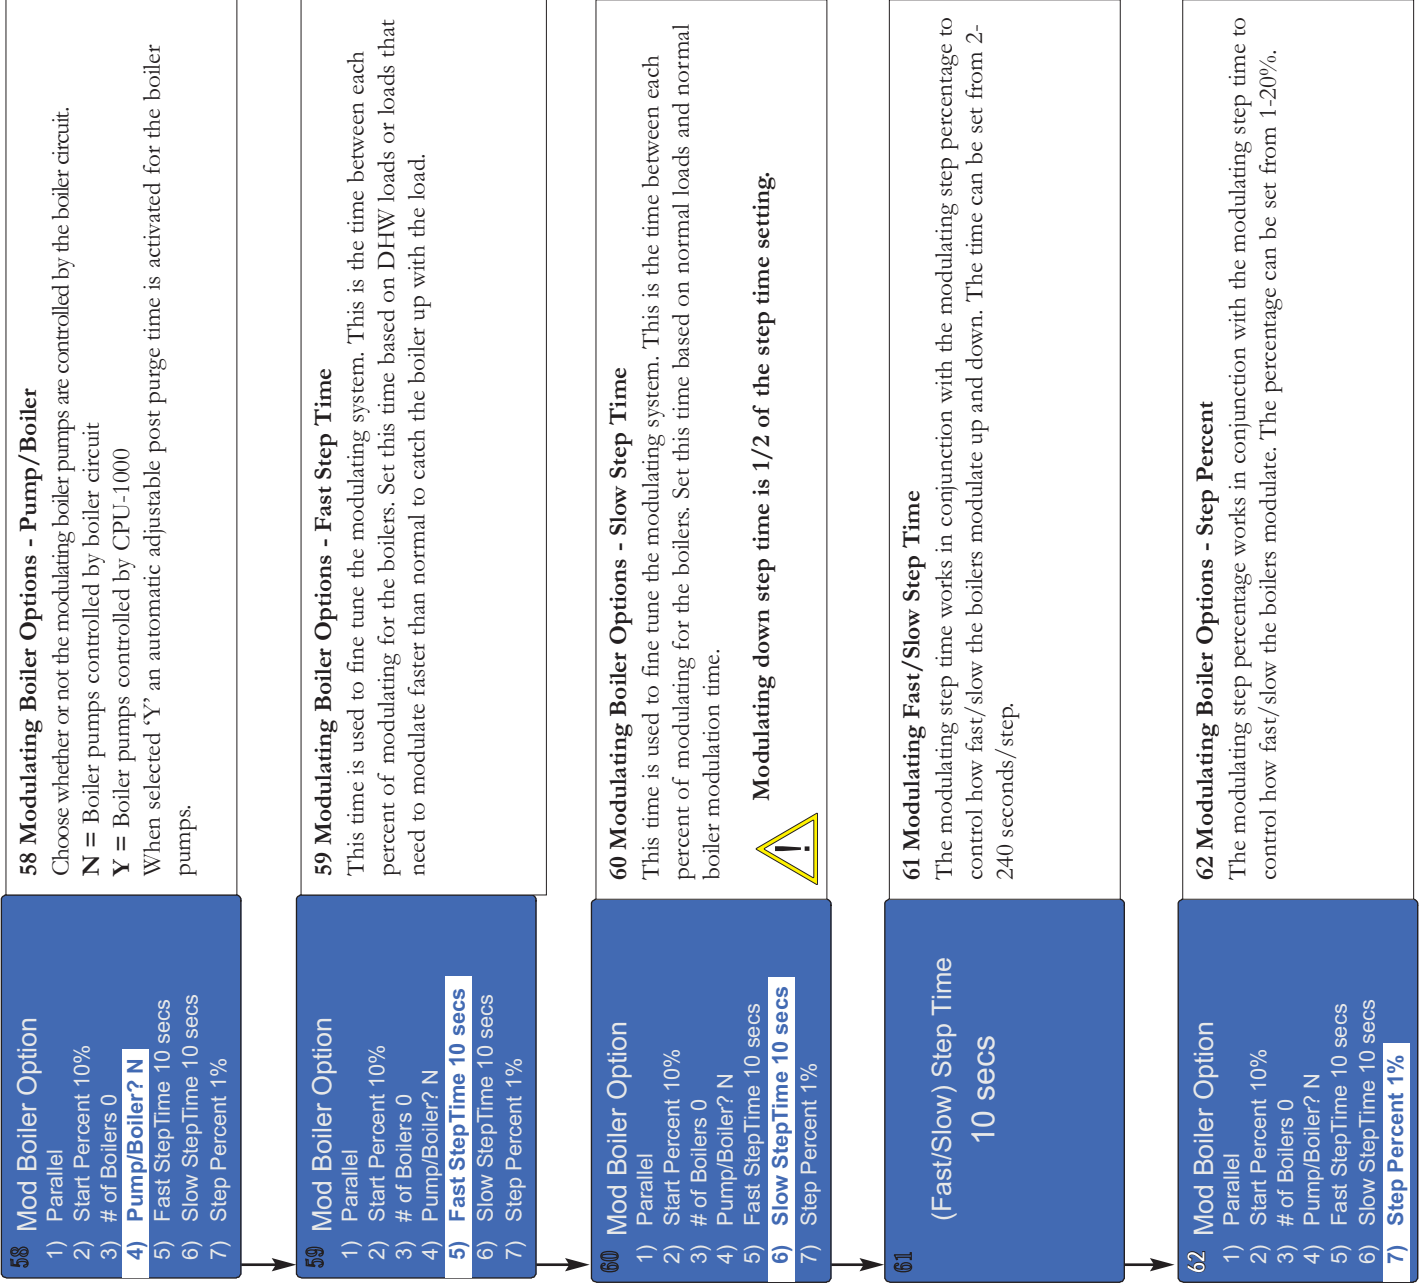 58 Mod Boiler Option
1) Parallel
2) Start Percent 10%
3) # of Boilers 0
4) Pump/Boiler? N
5) Fast StepTime 10 secs
6) Slow StepTime 10 secs
7) Step Percent 1%
58 Modulating Boiler Options - Pump/Boiler
Choose whether or not the modulating boiler pumps are controlled by the boiler circuit.
N = Boiler pumps controlled by boiler circuit
Y = Boiler pumps controlled by CPU-1000
When selected ‘Y’ an automatic adjustable post purge time is activated for the boiler
pumps.
59 Mod Boiler Option
1) Parallel
2) Start Percent 10%
3) # of Boilers 0
4) Pump/Boiler? N
5) Fast StepTime 10 secs
6) Slow StepTime 10 secs
7) Step Percent 1%
59 Modulating Boiler Options - Fast Step Time
This time is used to fine tune the modulating system. This is the time between each
percent of modulating for the boilers. Set this time based on DHW loads or loads that
need to modulate faster than normal to catch the boiler up with the load.
60 Mod Boiler Option
1) Parallel
2) Start Percent 10%
3) # of Boilers 0
4 Pump/Boiler? N
5) Fast StepTime 10 secs
6) Slow StepTime 10 secs
7) Step Percent 1%
60 Modulating Boiler Options - Slow Step Time
This time is used to fine tune the modulating system. This is the time between each
percent of modulating for the boilers. Set this time based on normal loads and normal
boiler modulation time.
! Modulating down step time is 1/2 of the step time setting.
61
(Fast/Slow) Step Time
10 secs
61 Modulating Fast/Slow Step Time
The modulating step time works in conjunction with the modulating step percentage to
control how fast/slow the boilers modulate up and down. The time can be set from 2-
240 seconds/step.
62 Mod Boiler Option
1) Parallel
2) Start Percent 10%
3) # of Boilers 0
4) Pump/Boiler? N
5) Fast StepTime 10 secs
6) Slow StepTime 10 secs
7) Step Percent 1%
62 Modulating Boiler Options - Step Percent
The modulating step percentage works in conjunction with the modulating step time to
control how fast/slow the boilers modulate. The percentage can be set from 1-20%.